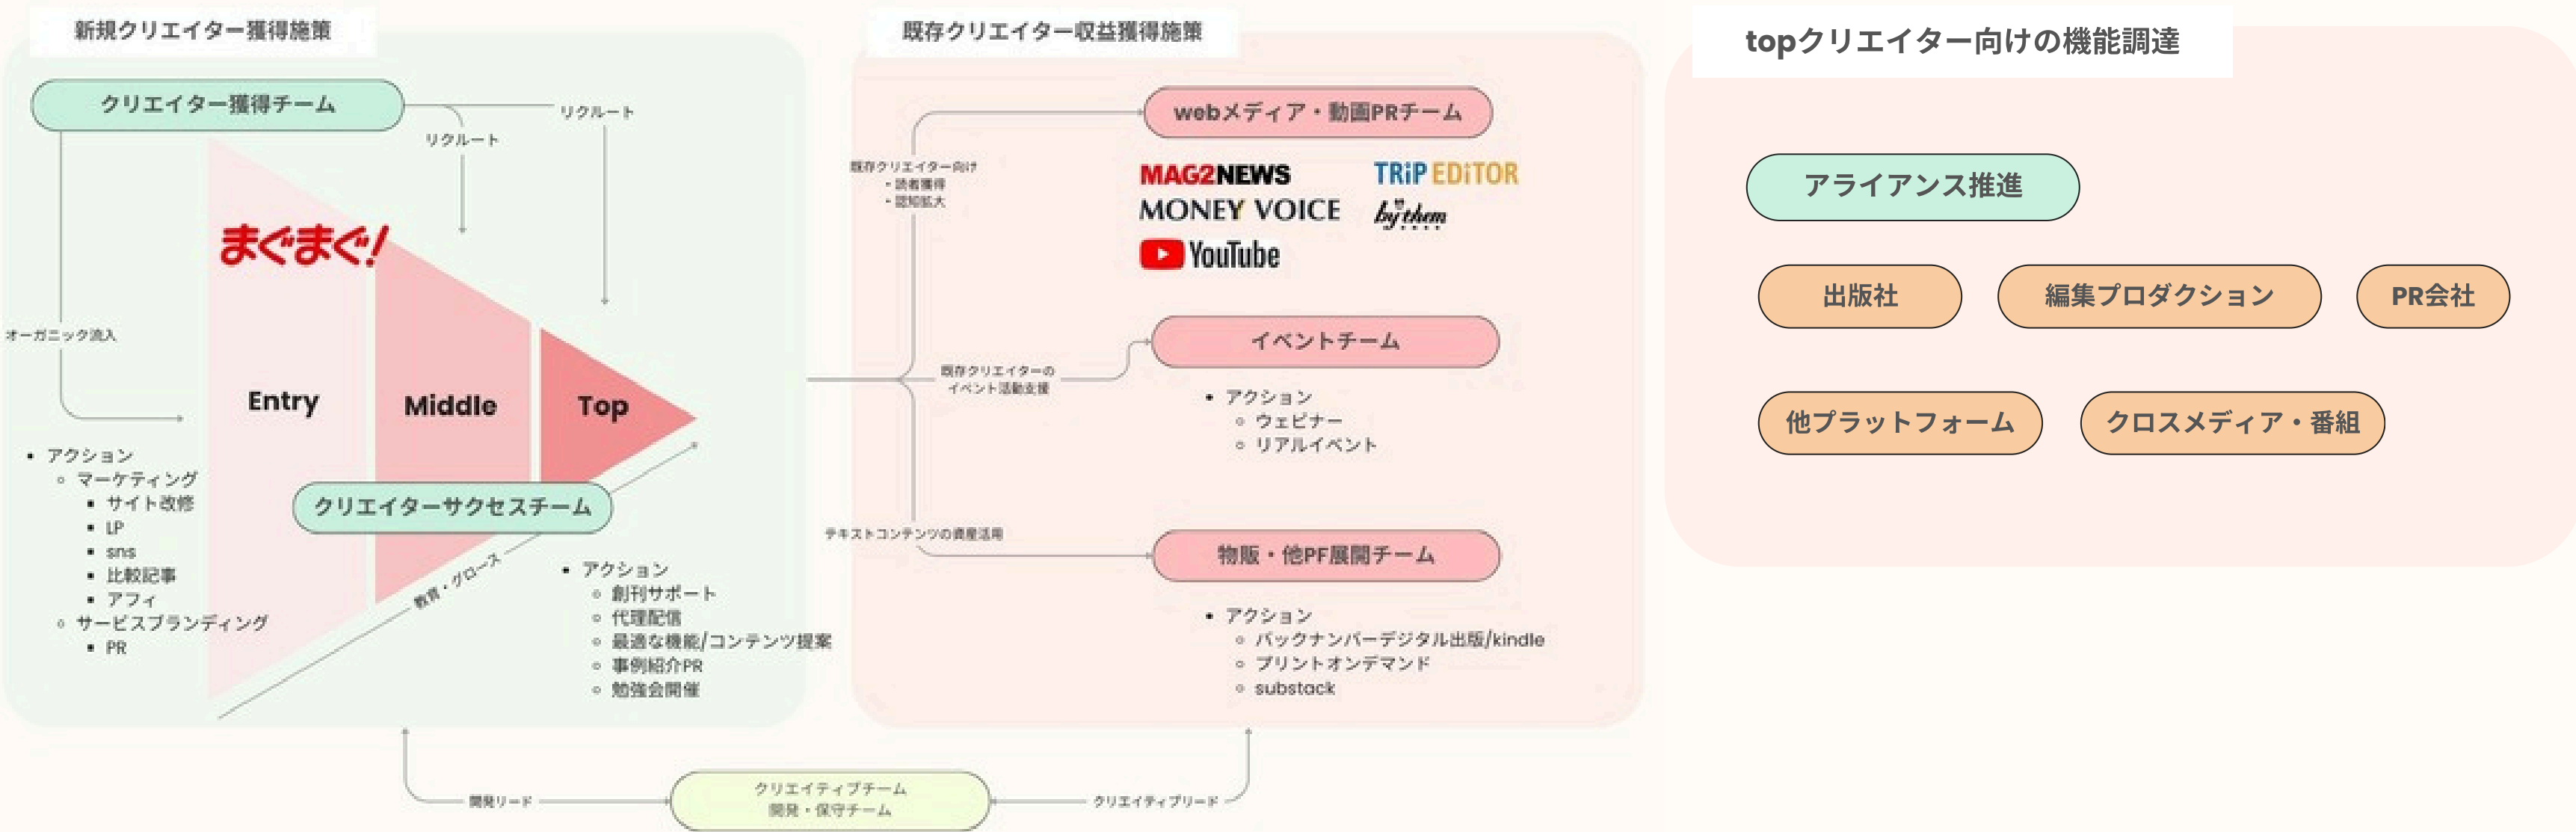 新規クリエイター獲得施策
クリエイター獲得チーム
リクルート
リクルート
まぐまぐ!
オーガニック流入
Entry
Middle
Top
• アクション
◦ マーケティング
▪ サイト改修
▪ LP
▪ sns
▪ 比較記事
▪ アフィ
◦ サービスブランディング
▪ PR
クリエイターサクセスチーム
教育・グロース
• アクション
◦ 創刊サポート
◦ 代理配信
◦ 最適な機能/コンテンツ提案
◦ 事例紹介PR
◦ 勉強会開催
既存クリエイター収益獲得施策
既存クリエイター向け
・読者獲得
・認知拡大
webメディア・動画PRチーム
MAG2NEWS
TRiP EDiTOR
MONEY VOICE
by them
YouTube
既存クリエイターの
イベント活動支援
イベントチーム
• アクション
◦ ウェビナー
◦ リアルイベント
テキストコンテンツの資産活用
物販・他PF展開チーム
• アクション
◦ バックナンバーデジタル出版/kindle
◦ プリントオンデマンド
◦ substack
開発リード
クリエイティブチーム
開発・保守チーム
クリエイティブリード
topクリエイター向けの機能調達
アライアンス推進
出版社
編集プロダクション
PR会社
他プラットフォーム
クロスメディア・番組